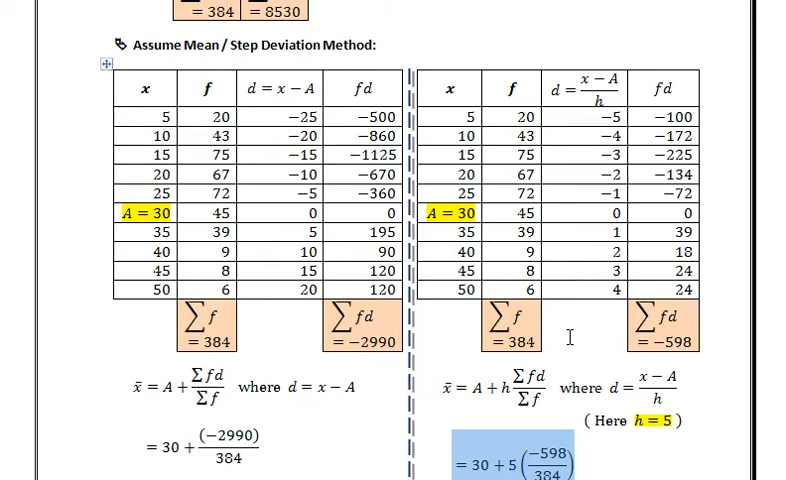 = 384 = 8530
Assume Mean / Step Deviation Method:
x f d = x − A fd
5 20 −25 −500
10 43 −20 −860
15 75 −15 −1125
20 67 −10 −670
25 72 −5 −360
A = 30 45 0 0
35 39 5 195
40 9 10 90
45 8 15 120
50 6 20 120
∑ f ∑ fd
= 384 = −2990
x̄ = A + Σfd / Σf where d = x − A
= 30 + (−2990) / 384
x f d = (x − A) / h fd
5 20 −5 −100
10 43 −4 −172
15 75 −3 −225
20 67 −2 −134
25 72 −1 −72
A = 30 45 0 0
35 39 1 39
40 9 2 18
45 8 3 24
50 6 4 24
∑ f ∑ fd
= 384 = −598
x̄ = A + h Σfd / Σf where d = (x − A) / h
( Here h = 5 )
= 30 + 5 (−598 / 384)